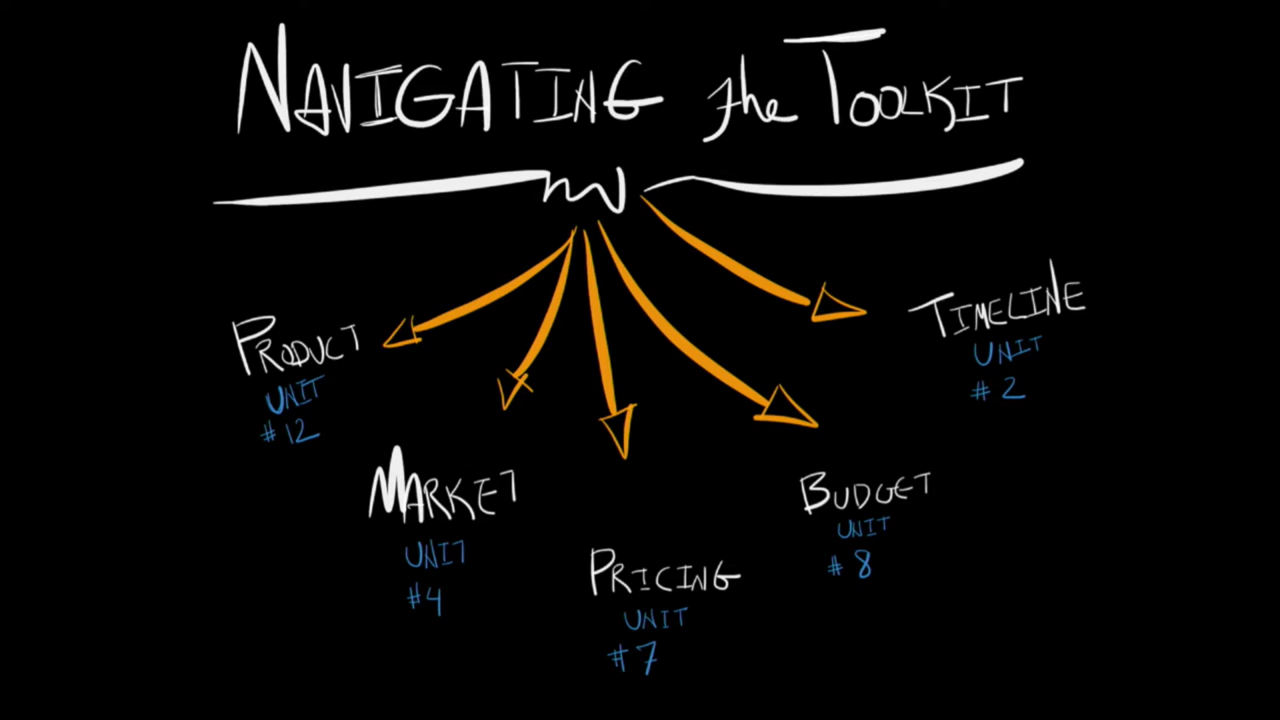 NAVIGATING the TOOLKIT
PRODUCT
UNIT
#12
MARKET
UNIT
#4
PRICING
UNIT
#7
BUDGET
UNIT
#8
TIMELINE
UNIT
#2